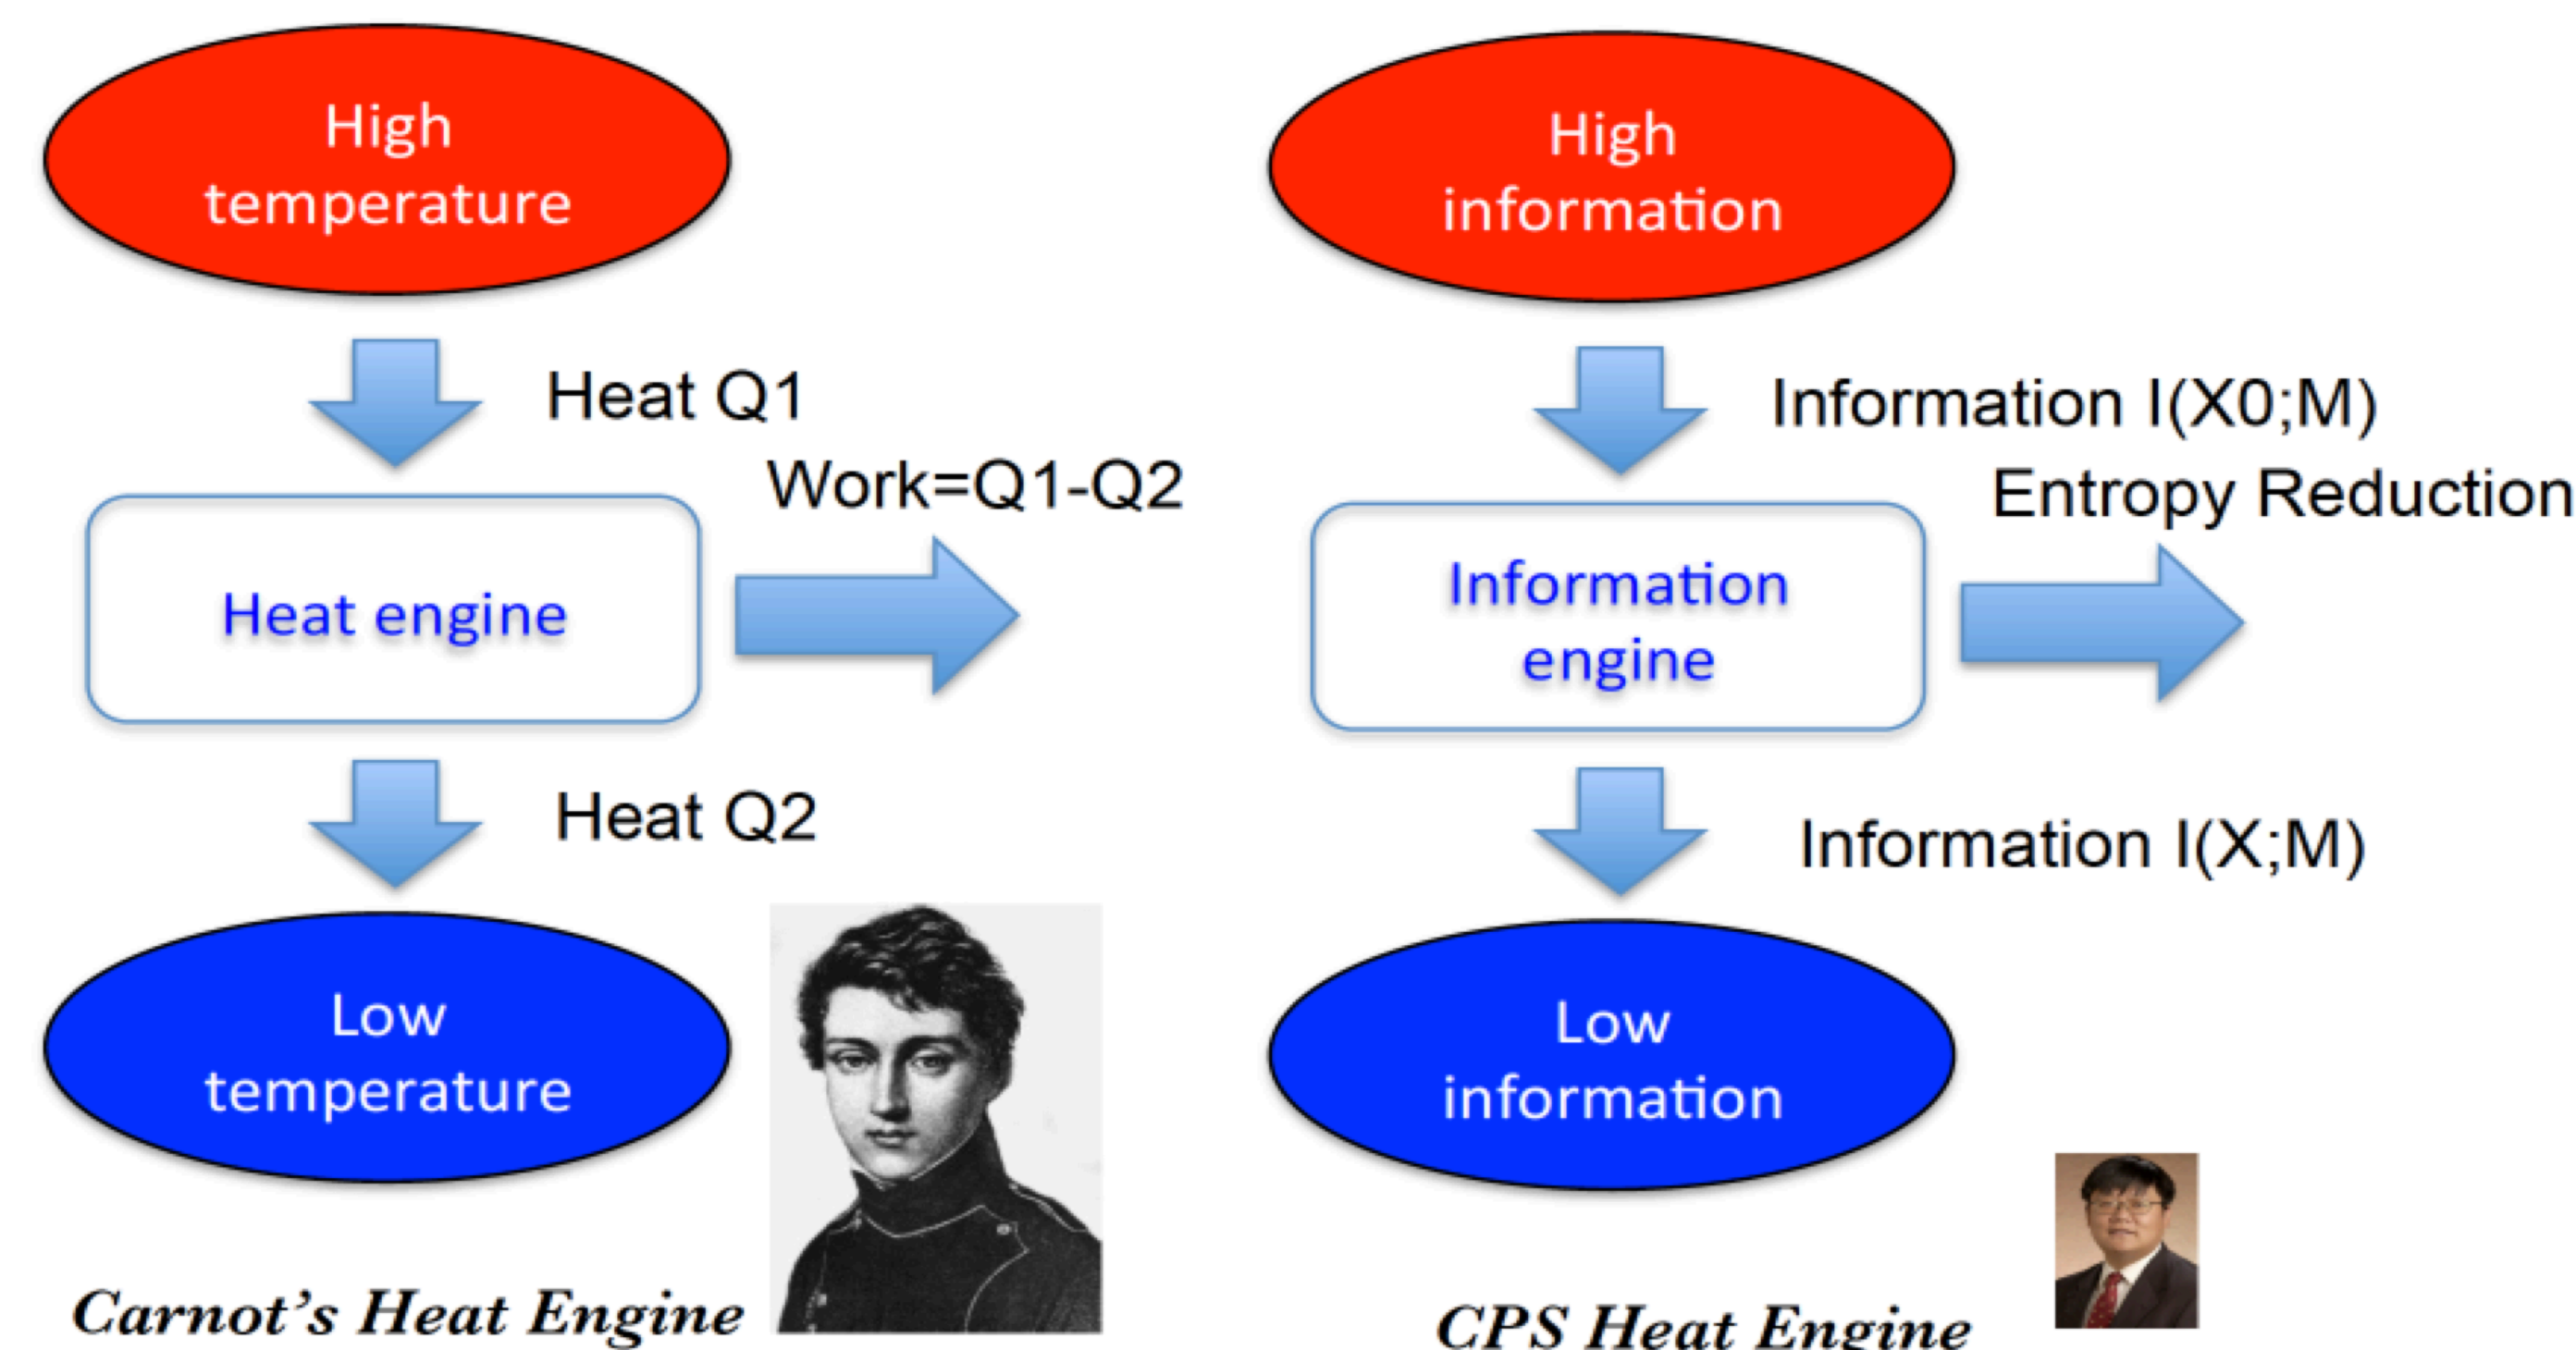 High
temperature
Heat Q1
Work=Q1-Q2
Heat engine
Heat Q2
Low
temperature
Carnot's Heat Engine
High
information
Information I(X0;M)
Entropy Reduction
Information
engine
Information I(X;M)
Low
information
CPS Heat Engine